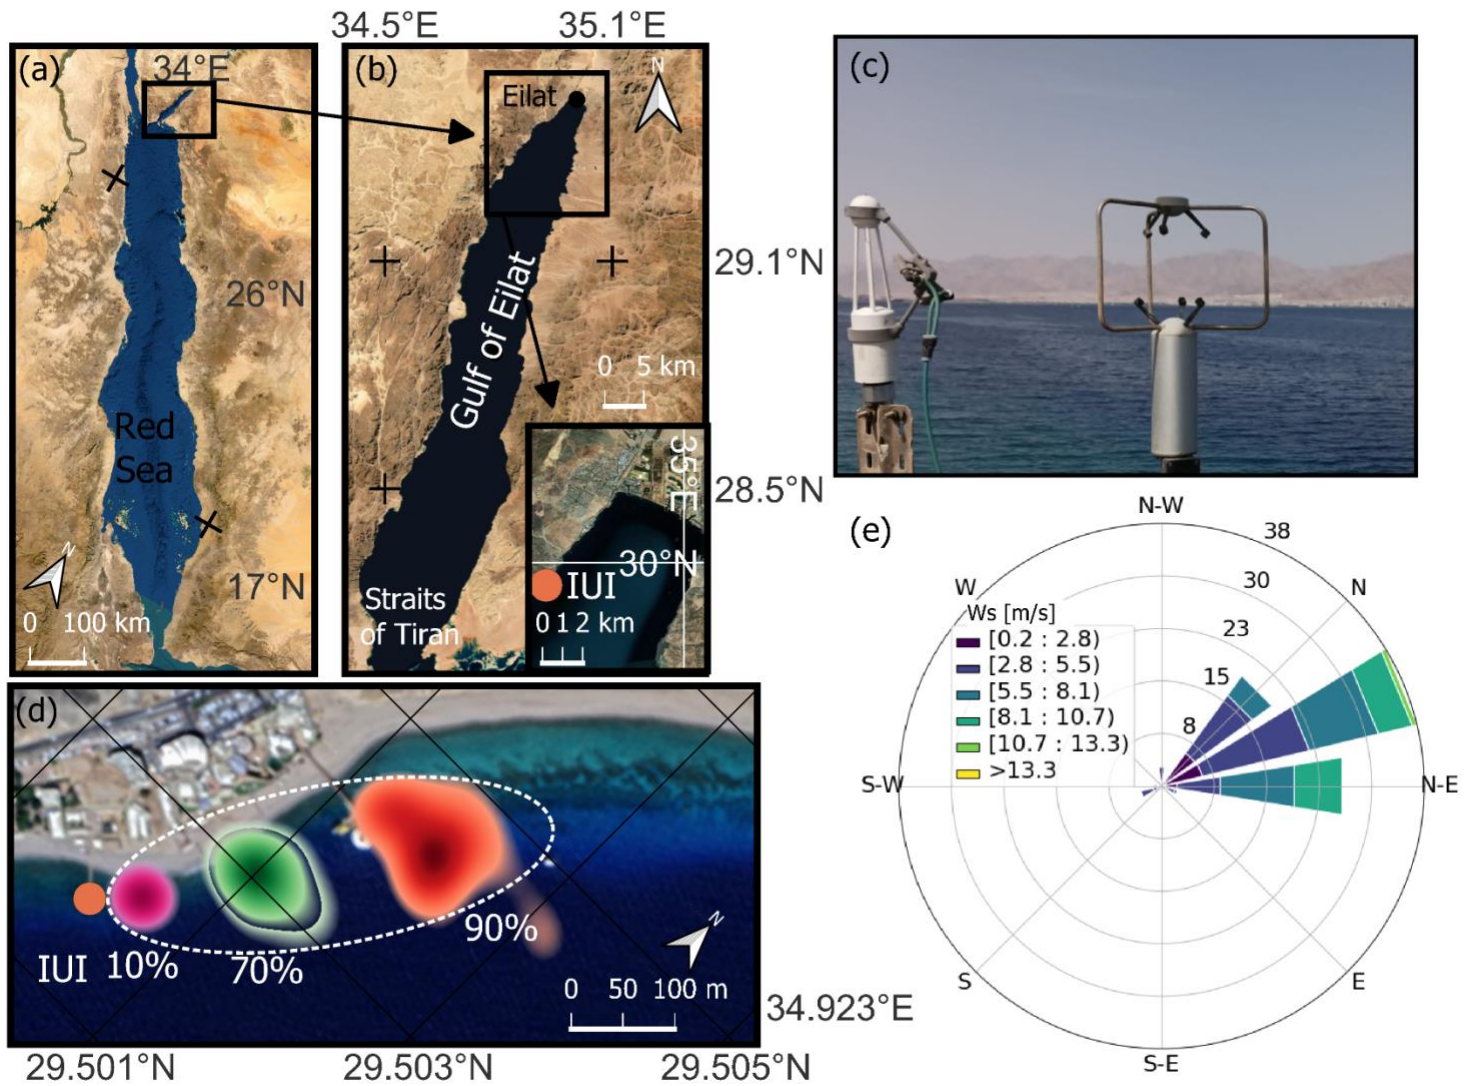 34.5°E
35.1°E
(a)
34°E
N
26°N
Red
Sea
17°N
0 100 km
(b)
Eilat
N
29.1°N
Gulf of Eilat
0 5 km
28.5°N
35°E
30°N
IUI
0 1 2 km
Straits
of Tiran
(c)
(d)
IUI
10%
70%
90%
N
0 50 100 m
34.923°E
29.501°N
29.503°N
29.505°N
(e)
N-W
38
30
23
15
8
W
N
S-W
N-E
S
E
S-E
Ws [m/s]
[0.2 : 2.8)
[2.8 : 5.5)
[5.5 : 8.1)
[8.1 : 10.7)
[10.7 : 13.3)
>13.3